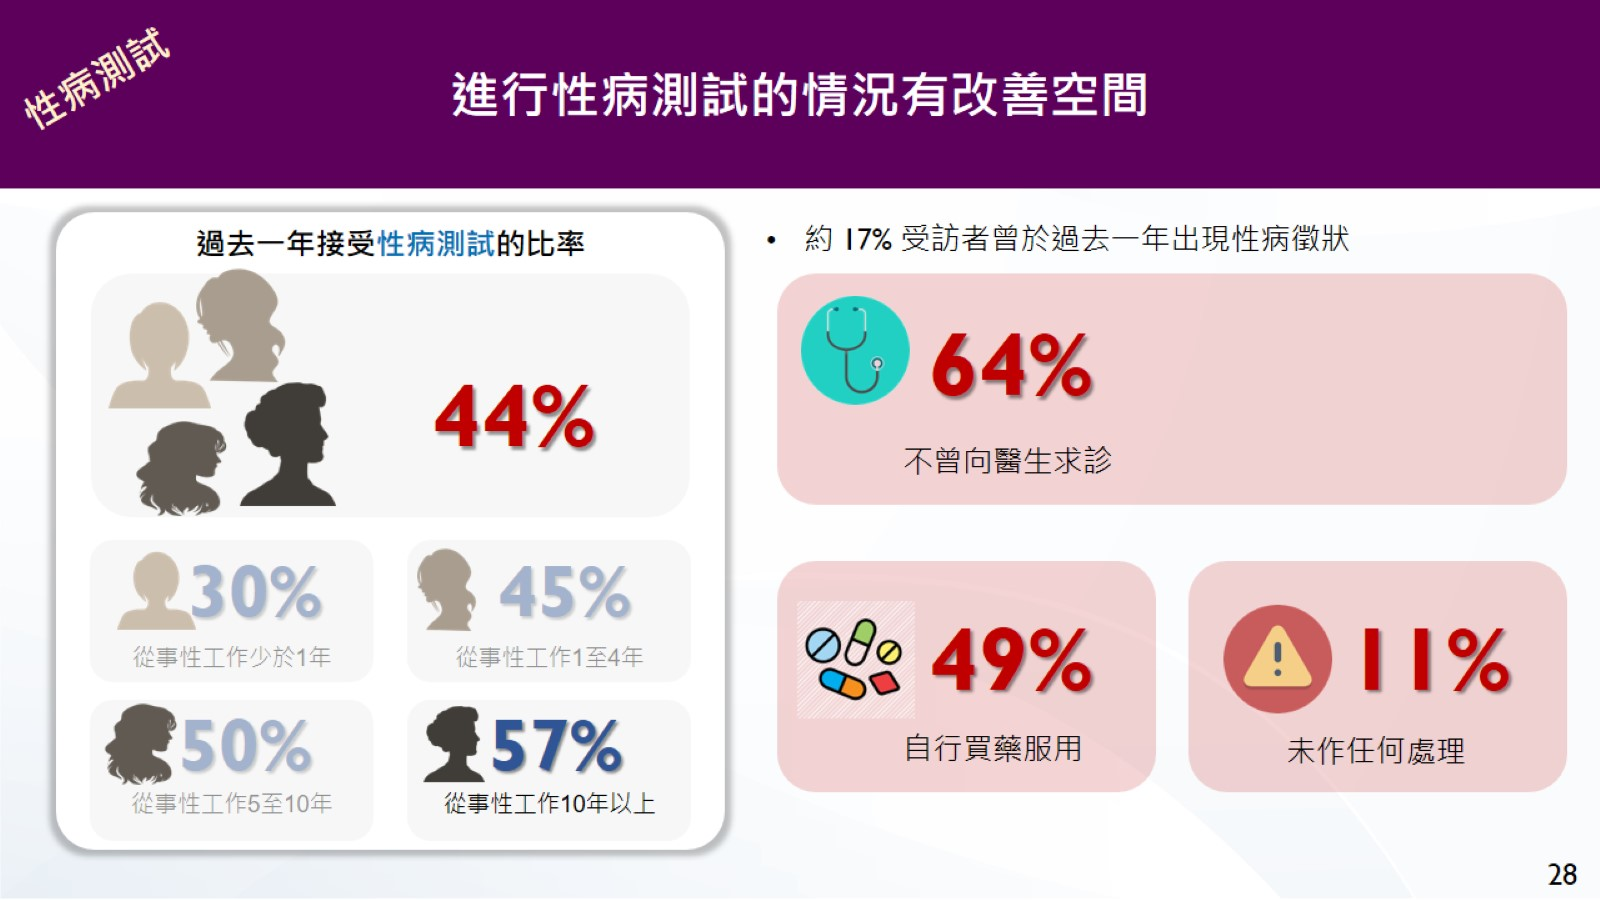 性病測試
進行性病測試的情況有改善空間
過去一年接受性病測試的比率
44%
30%
從事性工作少於1年
45%
從事性工作1至4年
50%
從事性工作5至10年
57%
從事性工作10年以上
• 約 17% 受訪者曾於過去一年出現性病徵狀
64%
不曾向醫生求診
49%
自行買藥服用
11%
未作任何處理
28